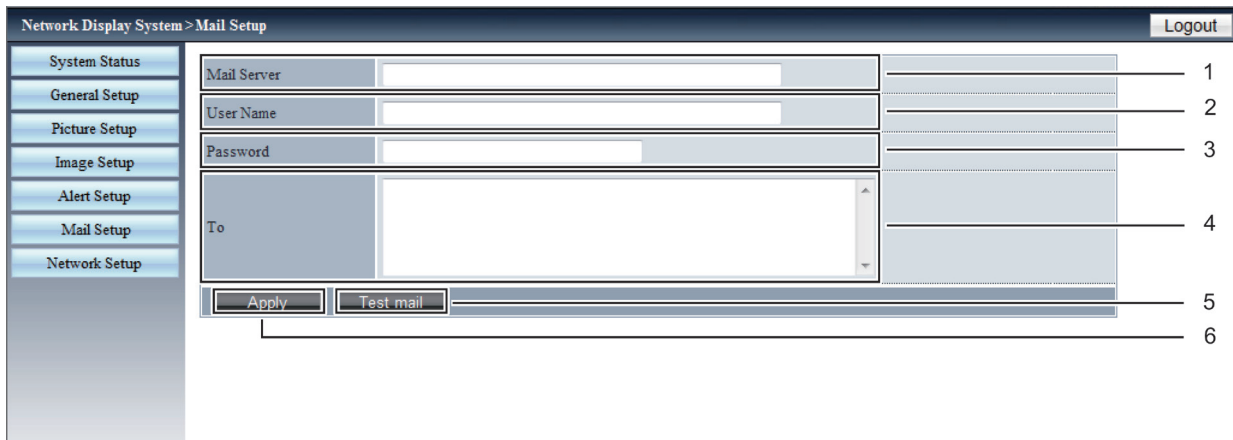 Network Display System > Mail Setup
Logout
System Status
General Setup
Picture Setup
Image Setup
Alert Setup
Mail Setup
Network Setup
Mail Server
1
User Name
2
Password
3
To
4
Apply
Test mail
5
6